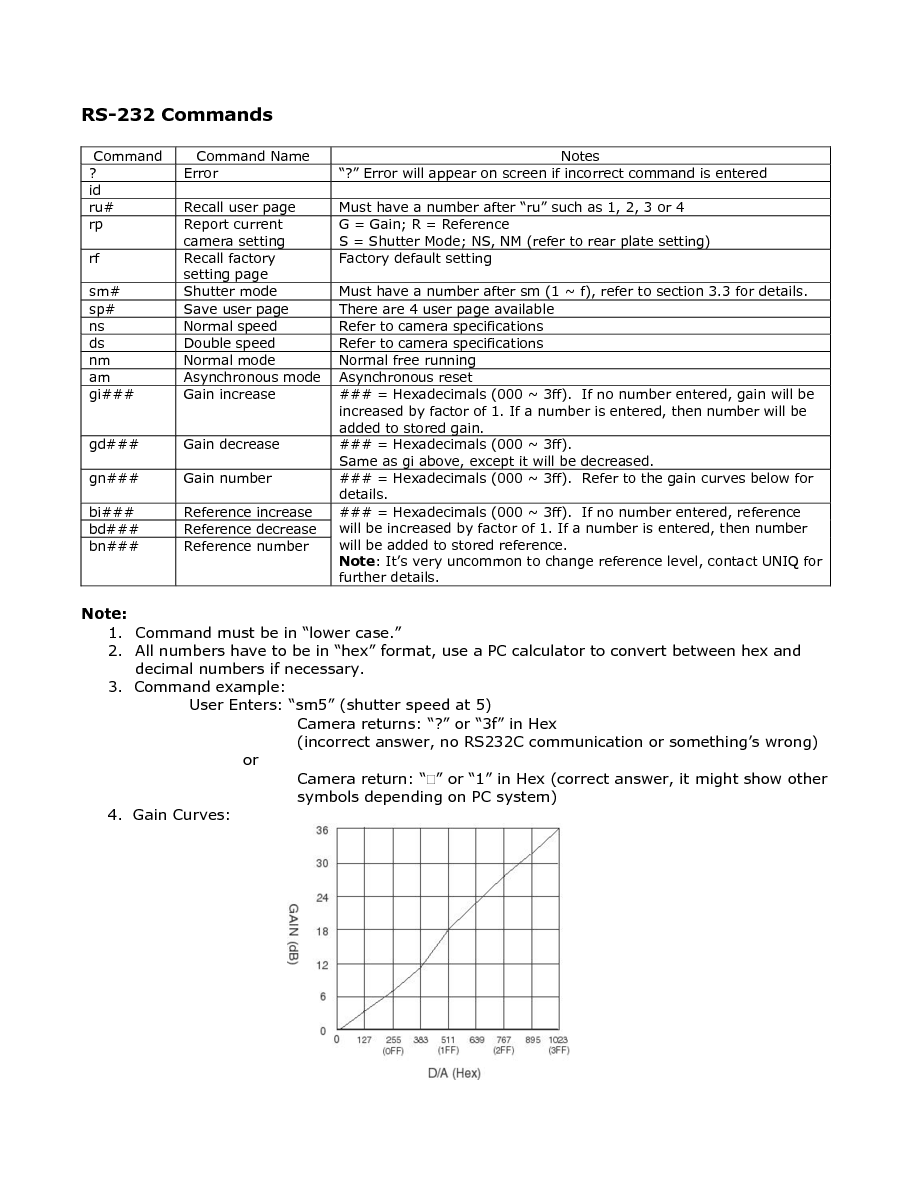 RS-232 Commands
Command Command Name Notes
? Error “?” Error will appear on screen if incorrect command is entered
id
ru# Recall user page Must have a number after “ru” such as 1, 2, 3 or 4
rp Report current G = Gain; R = Reference
camera setting S = Shutter Mode; NS, NM (refer to rear plate setting)
rf Recall factory Factory default setting
setting page
sm# Shutter mode Must have a number after sm (1 ~ f), refer to section 3.3 for details.
sp# Save user page There are 4 user page available
ns Normal speed Refer to camera specifications
ds Double speed Refer to camera specifications
nm Normal mode Normal free running
am Asynchronous mode Asynchronous reset
gi### Gain increase ### = Hexadecimals (000 ~ 3ff).  If no number entered, gain will be
increased by factor of 1. If a number is entered, then number will be
added to stored gain.
gd### Gain decrease ### = Hexadecimals (000 ~ 3ff).
Same as gi above, except it will be decreased.
gn### Gain number ### = Hexadecimals (000 ~ 3ff).  Refer to the gain curves below for
details.
bi### Reference increase ### = Hexadecimals (000 ~ 3ff).  If no number entered, reference
bd### Reference decrease will be increased by factor of 1. If a number is entered, then number
bn### Reference number will be added to stored reference.
Note: It’s very uncommon to change reference level, contact UNIQ for
further details.
Note:
1. Command must be in “lower case.”
2. All numbers have to be in “hex” format, use a PC calculator to convert between hex and
decimal numbers if necessary.
3. Command example:
User Enters: “sm5” (shutter speed at 5)
Camera returns: “?” or “3f” in Hex
(incorrect answer, no RS232C communication or something’s wrong)
or
Camera return: “□” or “1” in Hex (correct answer, it might show other
symbols depending on PC system)
4. Gain Curves:
36
30
24
18
12
6
0
GAIN (dB)
0 127 255 383 511 639 767 895 1023
(0FF) (1FF) (2FF) (3FF)
D/A (Hex)